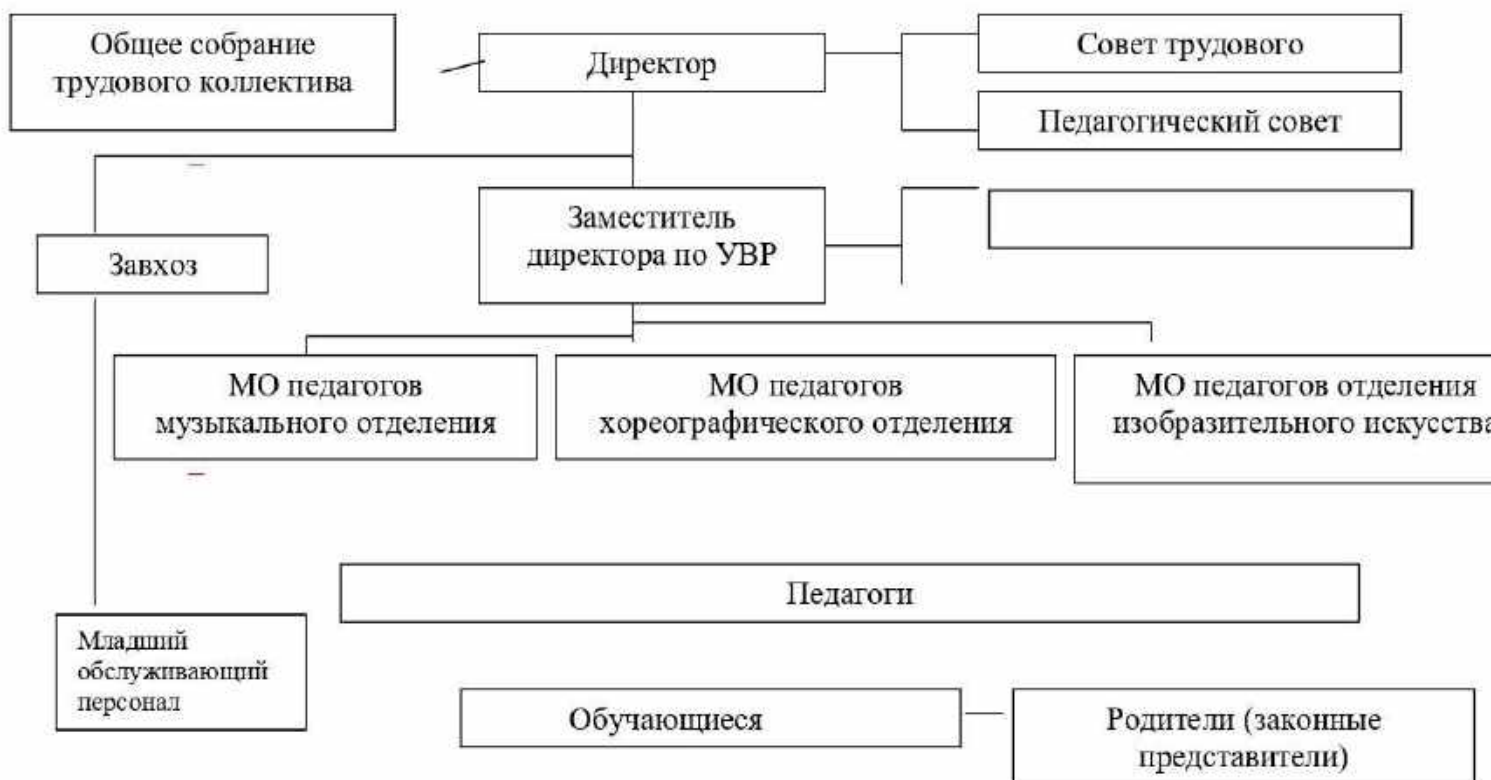 Общее собрание
трудового коллектива
Директор
Совет трудового
Педагогический совет
Заместитель
директора по УВР
Завхоз
МО педагогов
музыкального отделения
МО педагогов
хореографического отделения
МО педагогов отделения
изобразительного искусства
Педагоги
Младший
обслуживающий
персонал
Обучающиеся
Родители (законные
представители)